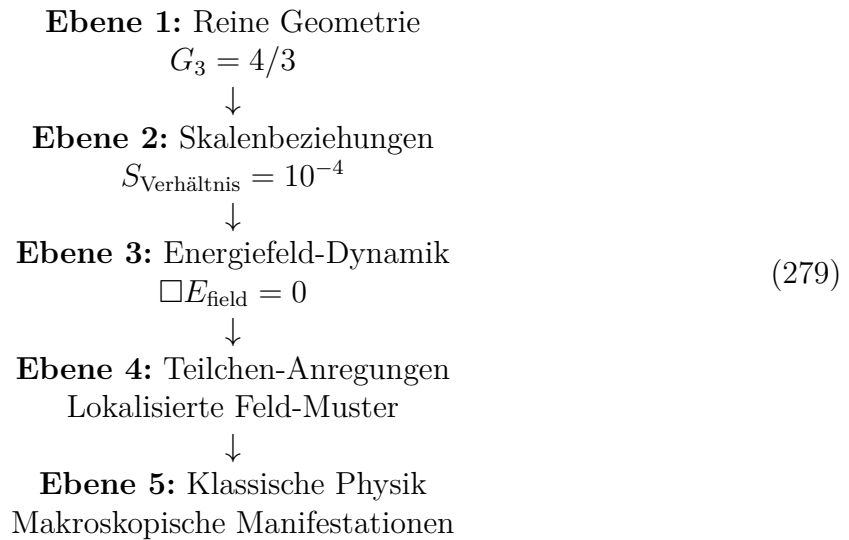 Ebene 1: Reine Geometrie
G₃ = 4/3
↓
Ebene 2: Skalenbeziehungen
S_Verhältnis = 10⁻⁴
↓
Ebene 3: Energiefeld-Dynamik
□E_field = 0
(279)
↓
Ebene 4: Teilchen-Anregungen
Lokalisierte Feld-Muster
↓
Ebene 5: Klassische Physik
Makroskopische Manifestationen